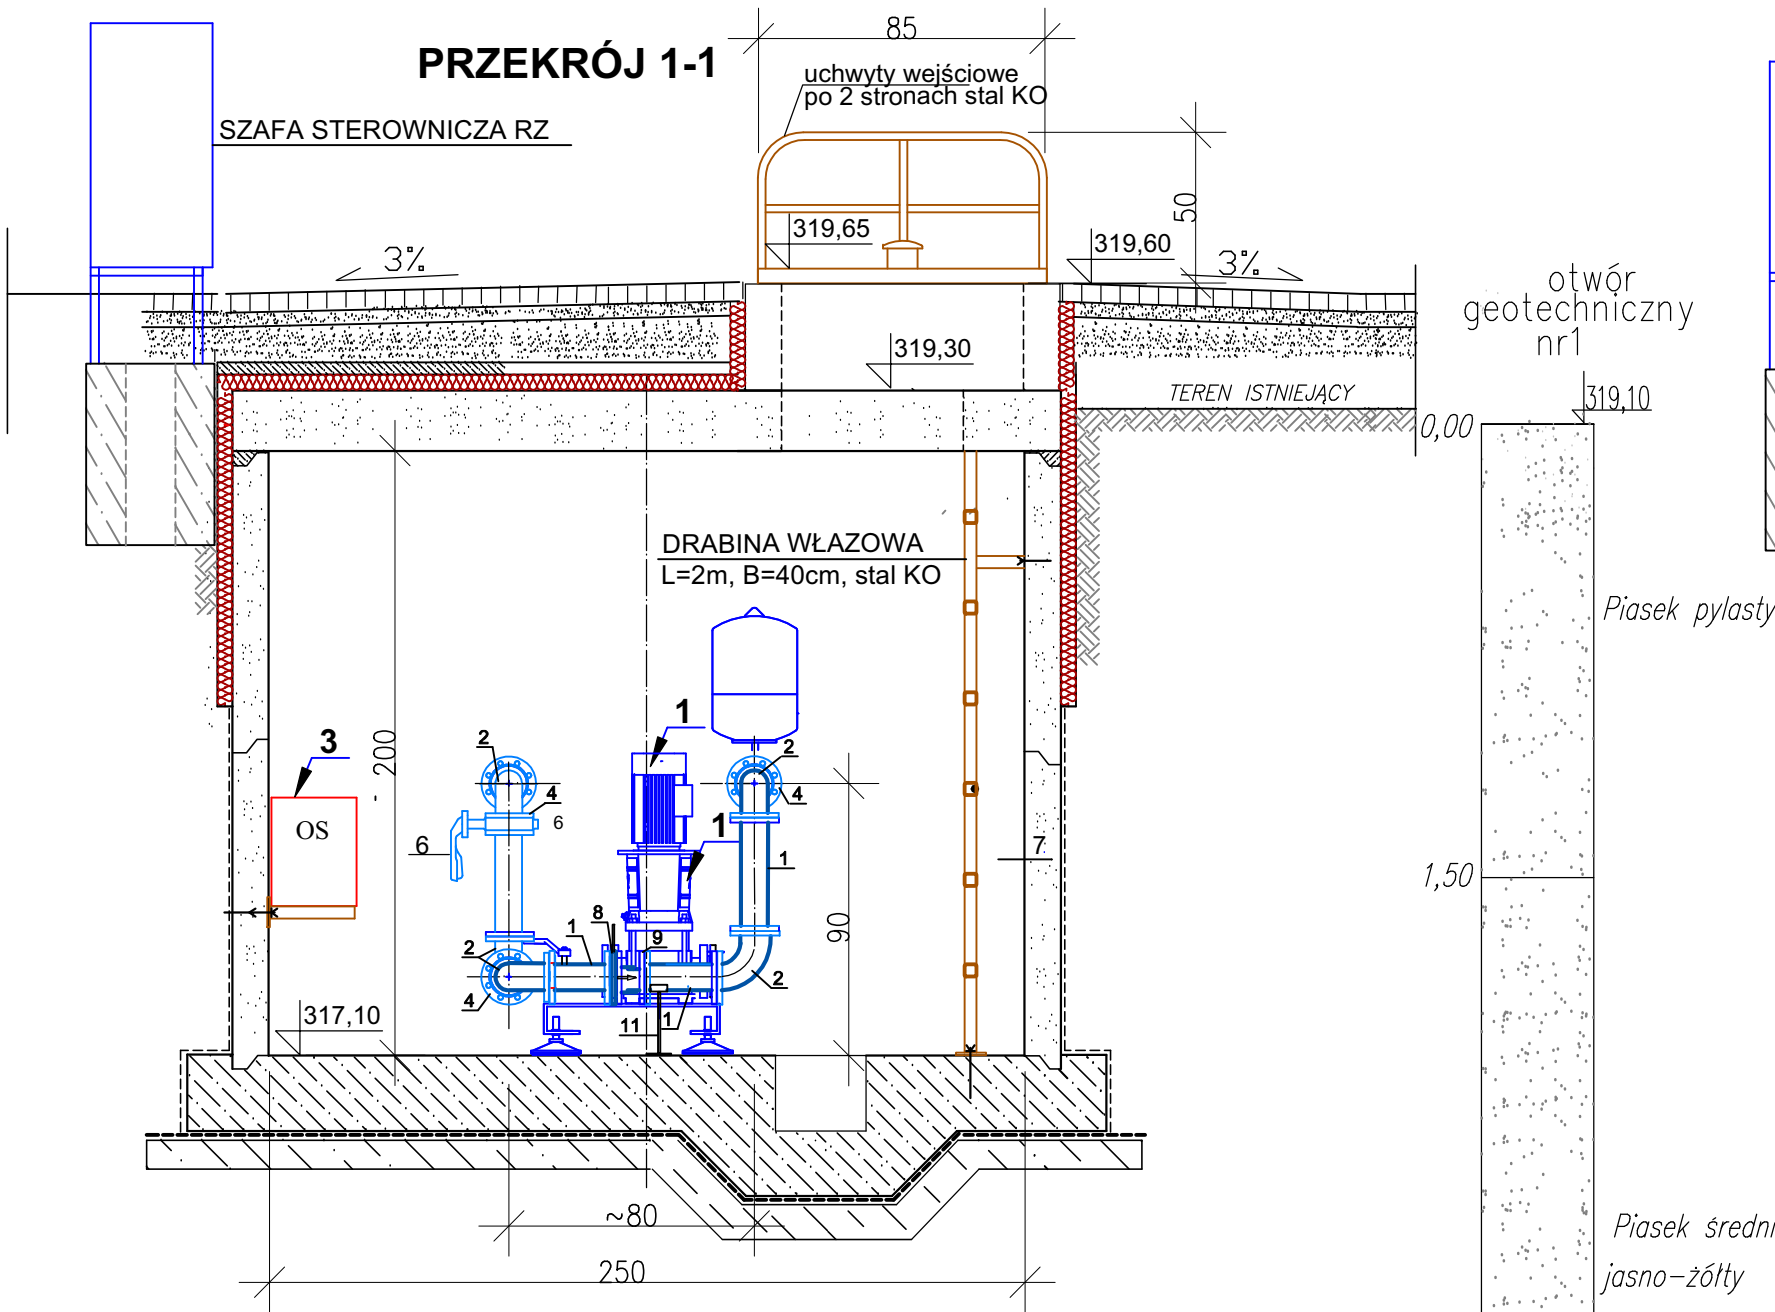 PRZEKRÓJ 1-1
85
uchwyty wejściowe
po 2 stronach stal KO
SZAFA STEROWNICZA RZ
50
319,65
319,60
3%
3%
otwór
geotechniczny
nr1
319,30
TEREN ISTNIEJĄCY
319,10
0,00
DRABINA WŁAZOWA
L=2m, B=40cm, stal KO
Piasek pylasty
200
3
2
1
2
4
4
OS
6
6
1
1
7
1,50
90
8
1
9
2
2
4
317,10
11
1
~80
250
Piasek średni
jasno-żółty